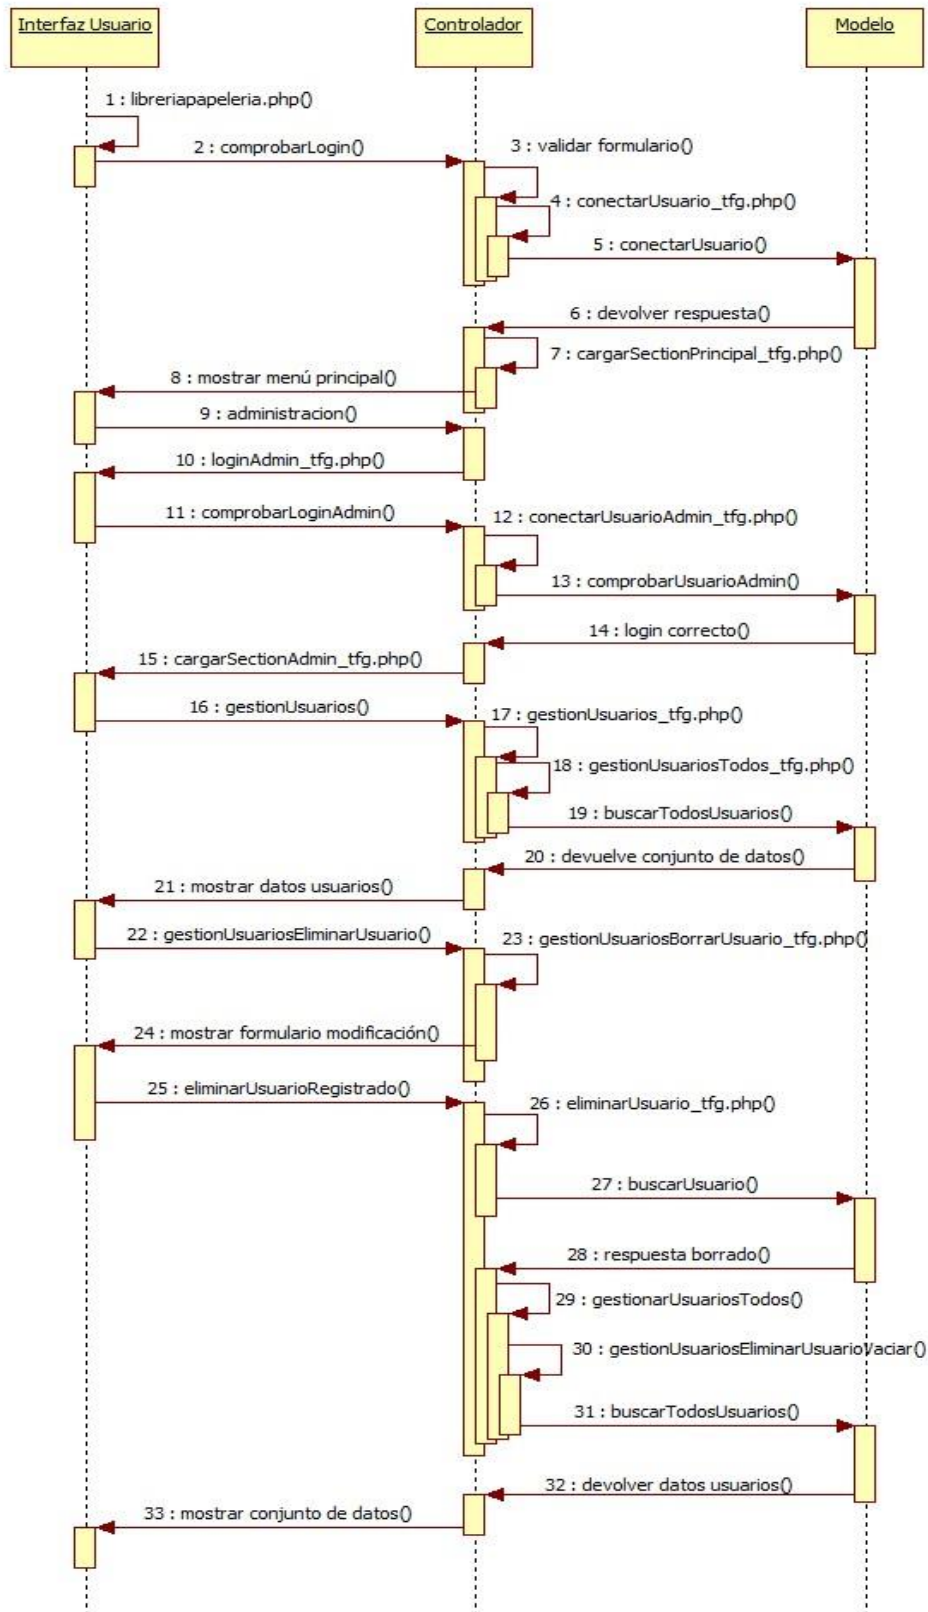 Interfaz Usuario
Controlador
Modelo
1 : libreriapapeleria.php()
2 : comprobarLogin()
3 : validar formulario()
4 : conectarUsuario_tfg.php()
5 : conectarUsuario()
6 : devolver respuesta()
7 : cargarSectionPrincipal_tfg.php()
8 : mostrar menú principal()
9 : administracion()
10 : loginAdmin_tfg.php()
11 : comprobarLoginAdmin()
12 : conectarUsuarioAdmin_tfg.php()
13 : comprobarUsuarioAdmin()
14 : login correcto()
15 : cargarSectionAdmin_tfg.php()
16 : gestionUsuarios()
17 : gestionUsuarios_tfg.php()
18 : gestionUsuariosTodos_tfg.php()
19 : buscarTodosUsuarios()
20 : devuelve conjunto de datos()
21 : mostrar datos usuarios()
22 : gestionUsuariosEliminarUsuario()
23 : gestionUsuariosBorrarUsuario_tfg.php()
24 : mostrar formulario modificación()
25 : eliminarUsuarioRegistrado()
26 : eliminarUsuario_tfg.php()
27 : buscarUsuario()
28 : respuesta borrado()
29 : gestionarUsuariosTodos()
30 : gestionUsuariosEliminarUsuarioVaciar()
31 : buscarTodosUsuarios()
32 : devolver datos usuarios()
33 : mostrar conjunto de datos()